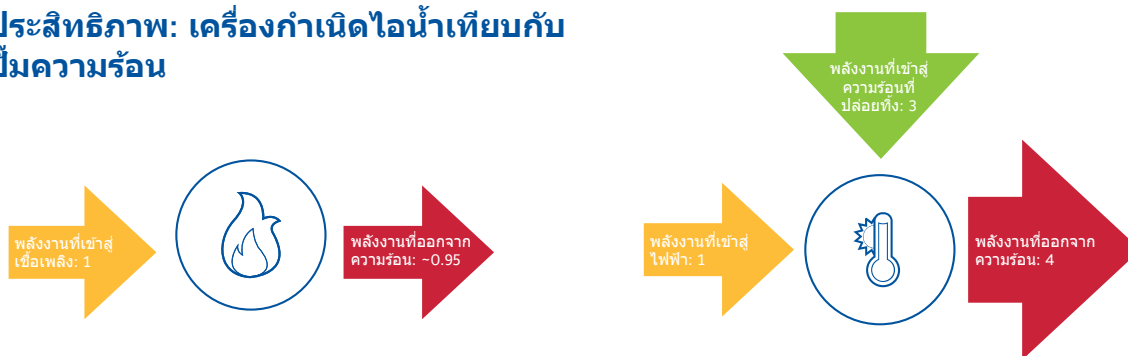 ประสิทธิภาพ: เครื่องกำเนิดไอน้ำเทียบกับ
ปั๊มความร้อน
พลังงานที่เข้าสู่
เชื้อเพลิง: 1
พลังงานที่ออกจาก
ความร้อน: ~0.95
พลังงานที่เข้าสู่
ความร้อนที่
ปล่อยทิ้ง: 3
พลังงานที่เข้าสู่
ไฟฟ้า: 1
พลังงานที่ออกจาก
ความร้อน: 4